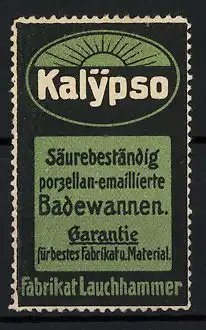 Kalÿpso
Säurebeständig
porzellan-emaillierte
Badewannen.
Garantie
für bestes Fabrikat u. Material.
Fabrikat Lauchhammer